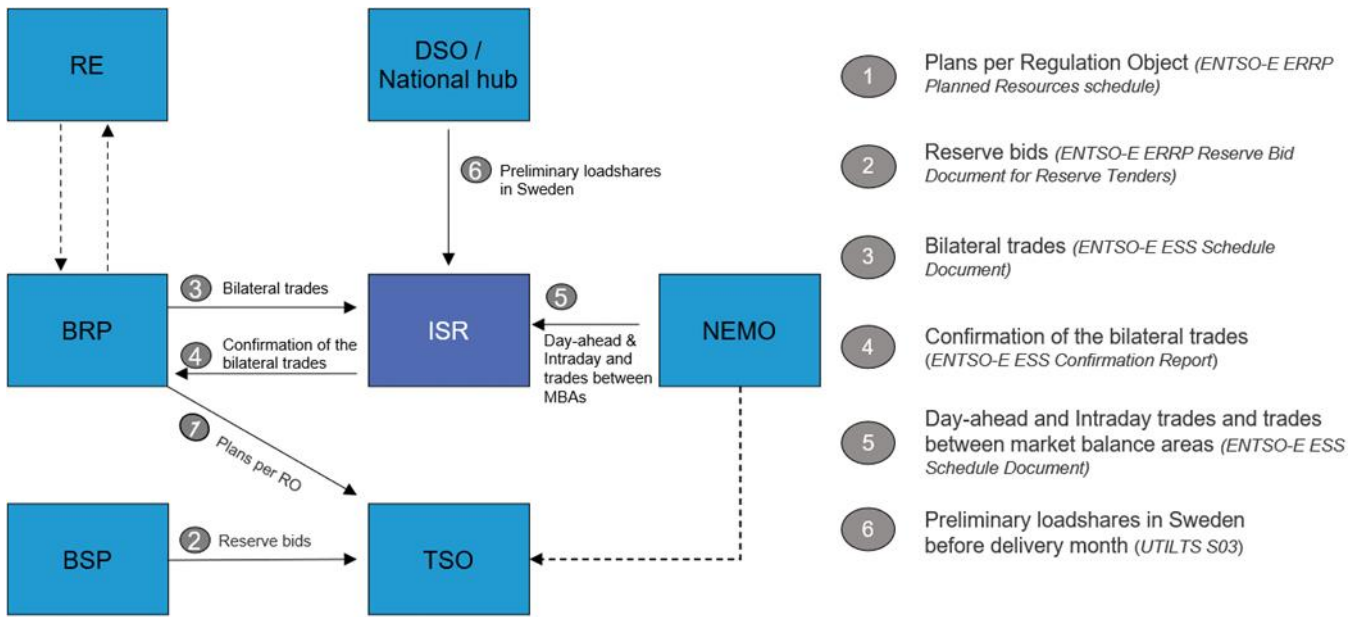 RE
DSO /
National hub
6
Preliminary loadshares
in Sweden
BRP
3
Bilateral trades
4
Confirmation of the
bilateral trades
ISR
5
Day-ahead &
Intraday and
trades between
MBAs
NEMO
1
Plans per RO
BSP
2
Reserve bids
TSO
1
Plans per Regulation Object (ENTSO-E ERRP
Planned Resources schedule)
2
Reserve bids (ENTSO-E ERRP Reserve Bid
Document for Reserve Tenders)
3
Bilateral trades (ENTSO-E ESS Schedule
Document)
4
Confirmation of the bilateral trades
(ENTSO-E ESS Confirmation Report)
5
Day-ahead and Intraday trades and trades
between market balance areas (ENTSO-E ESS
Schedule Document)
6
Preliminary loadshares in Sweden
before delivery month (UTILTS S03)